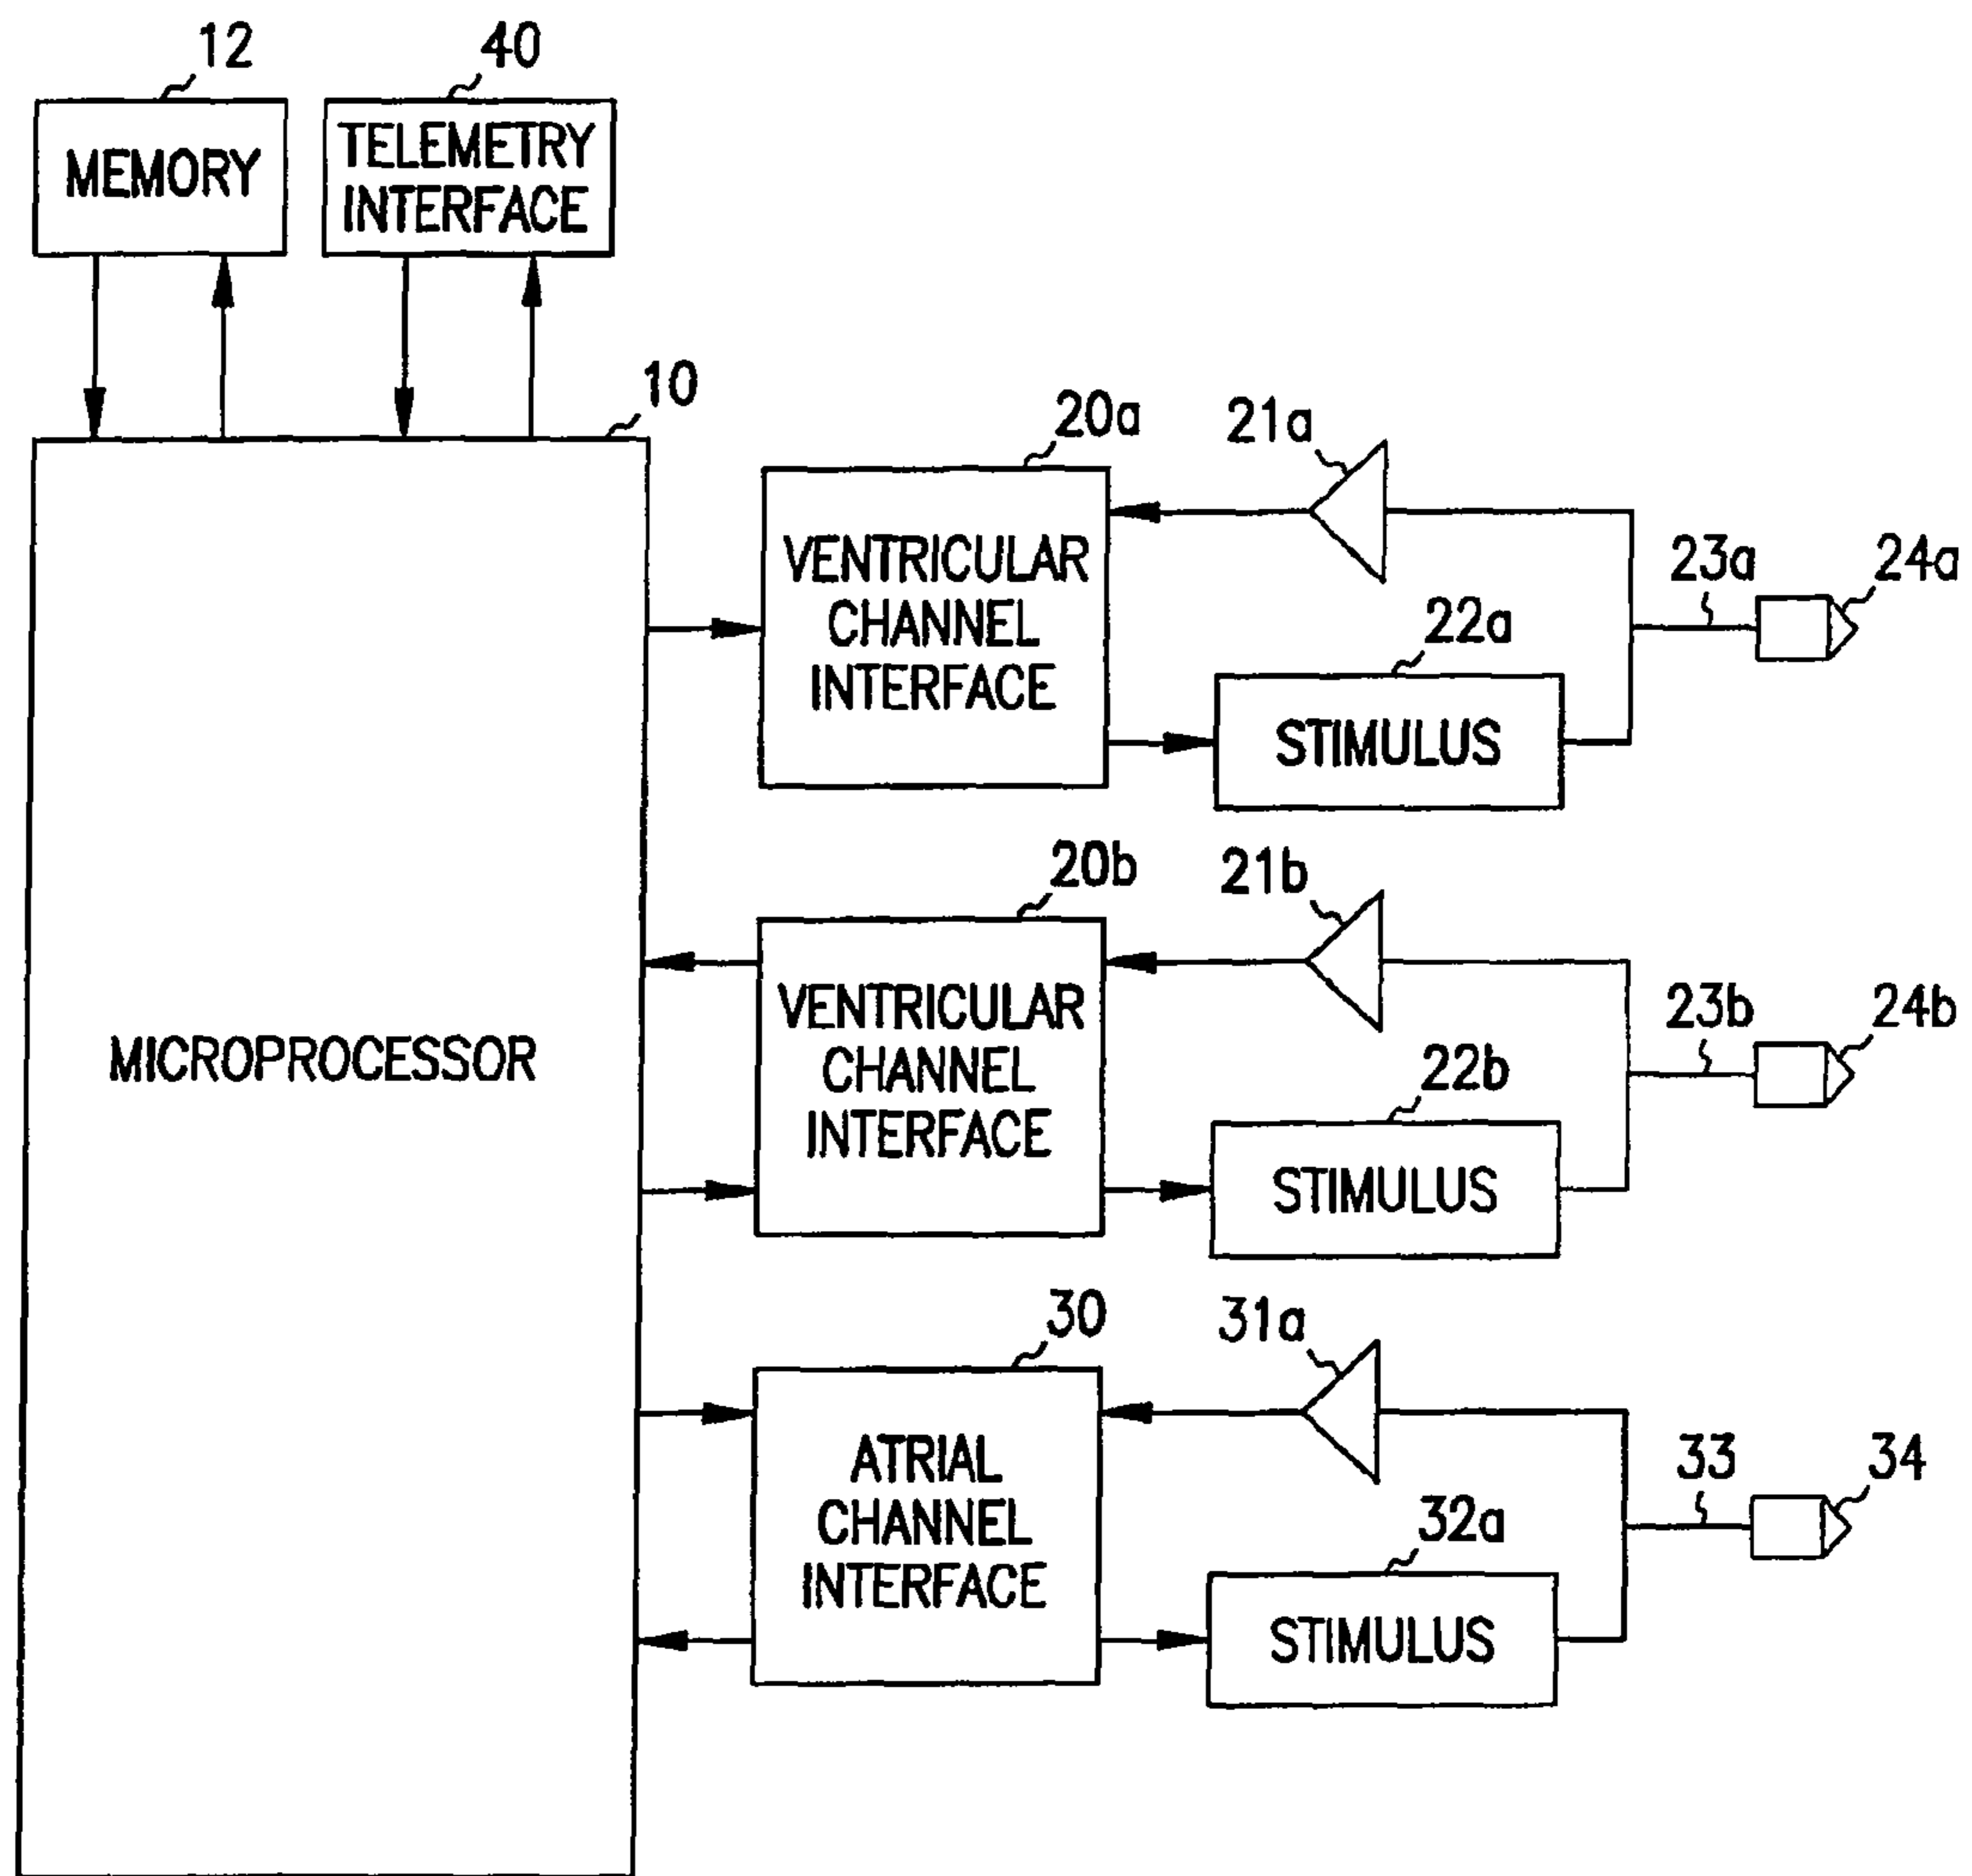 12
40
MEMORY
TELEMETRY
INTERFACE
10
20a
21a
VENTRICULAR
CHANNEL
INTERFACE
23a
24a
22a
STIMULUS
20b
21b
MICROPROCESSOR
VENTRICULAR
CHANNEL
INTERFACE
23b
24b
22b
STIMULUS
30
31a
ATRIAL
CHANNEL
INTERFACE
33
34
32a
STIMULUS